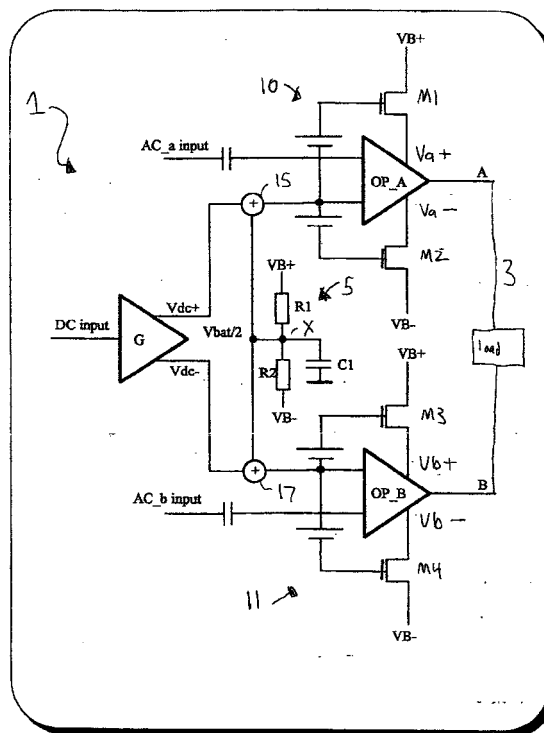 VB+
10
M1
1
AC_a input
Va+
A
OP_A
15
Va-
M2
3
VB+
5
VB-
R1
Vdc+
Vbat/2
X
VB+
DC input
G
load
R2
C1
Vdc-
VB-
M3
Vb+
17
B
OP_B
AC_b input
Vb-
M4
11
VB-